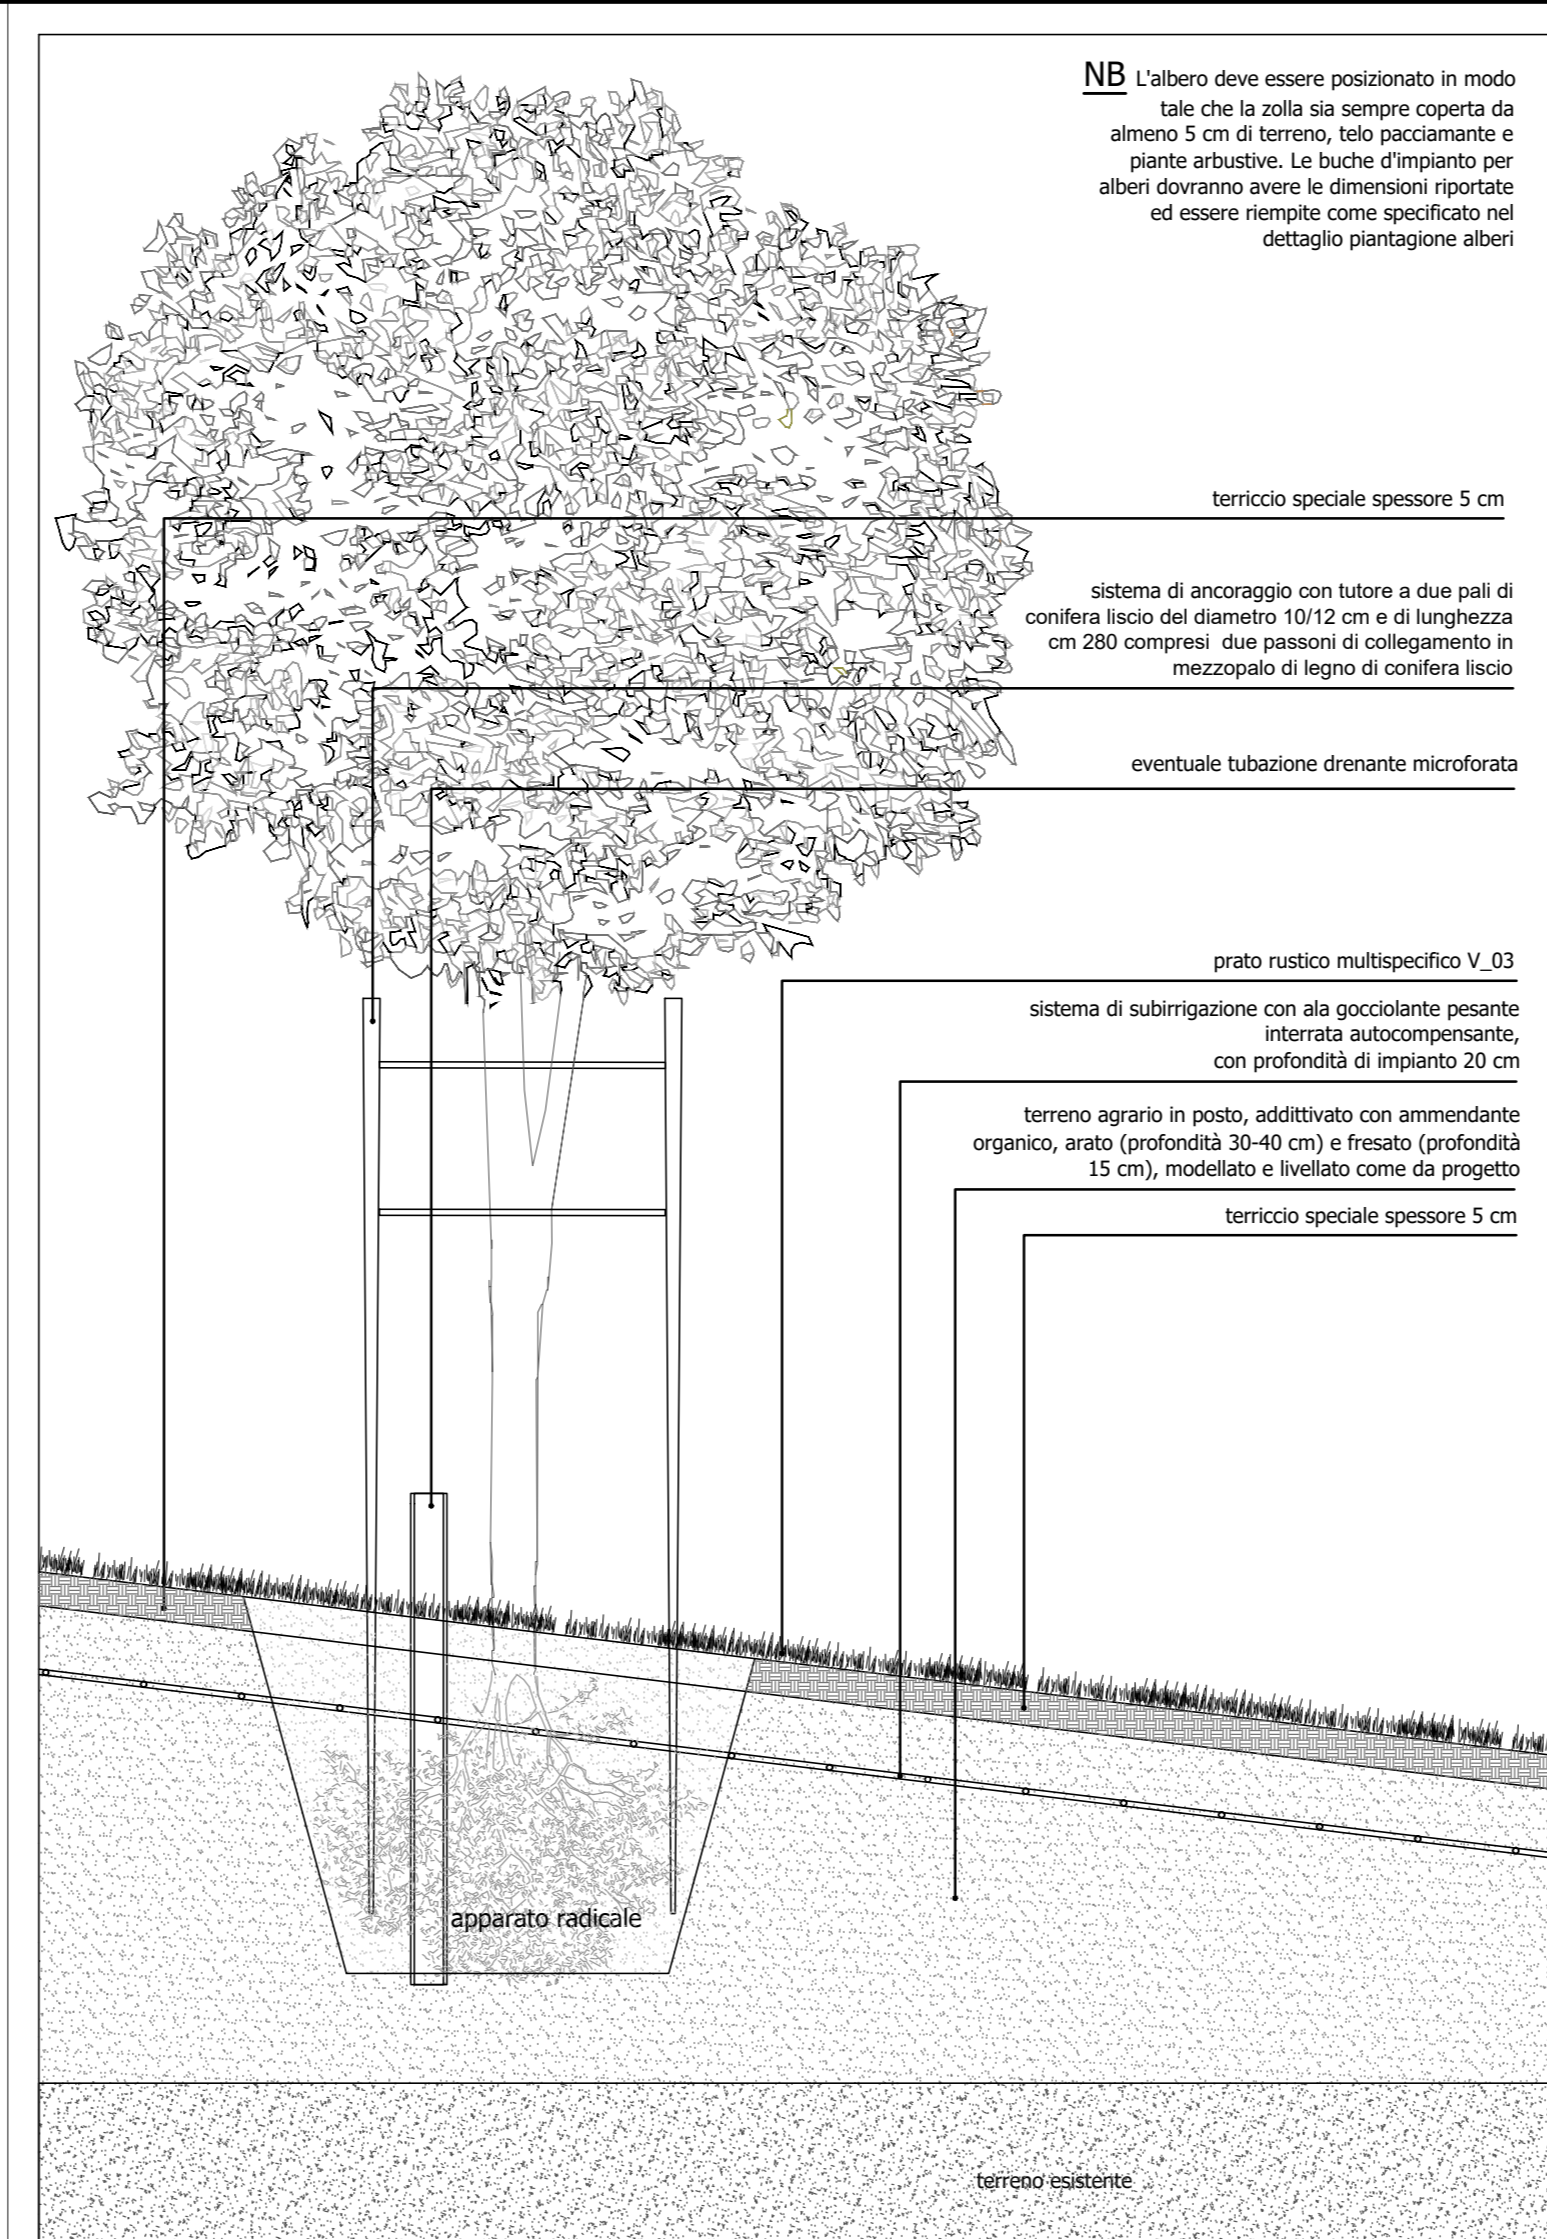 NB L'albero deve essere posizionato in modo
tale che la zolla sia sempre coperta da
almeno 5 cm di terreno, telo pacciamante e
piante arbustive. Le buche d'impianto per
alberi dovranno avere le dimensioni riportate
ed essere riempite come specificato nel
dettaglio piantagione alberi
terriccio speciale spessore 5 cm
sistema di ancoraggio con tutore a due pali di
conifera liscio del diametro 10/12 cm e di lunghezza
cm 280 compresi due passoni di collegamento in
mezzopalo di legno di conifera liscio
eventuale tubazione drenante microforata
prato rustico multispecifico V_03
sistema di subirrigazione con ala gocciolante pesante
interrata autocompensante,
con profondità di impianto 20 cm
terreno agrario in posto, addittivato con ammendante
organico, arato (profondità 30-40 cm) e fresato (profondità
15 cm), modellato e livellato come da progetto
terriccio speciale spessore 5 cm
apparato radicale
terreno esistente